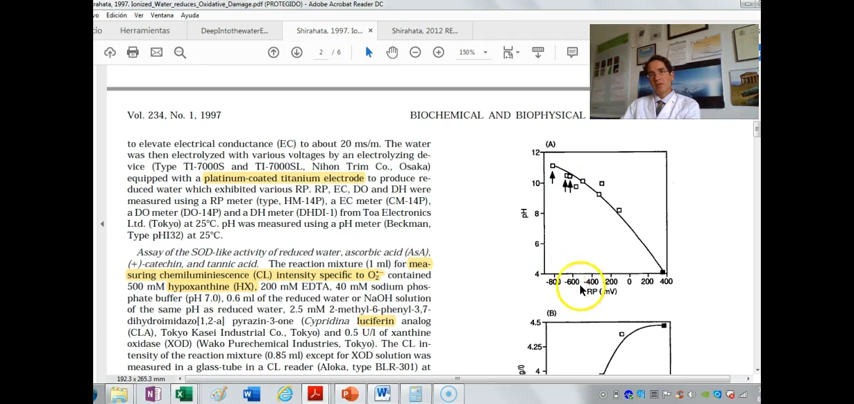 Shirahata, 1997. Ionized_Water_reduces_Oxidative_Damage.pdf (PROTEGIDO) - Adobe Acrobat Reader DC
Edición Ver Ventana Ayuda
Herramientas
DeepIntothewaterE...
Shirahata, 1997. Io... ×
Shirahata, 2012 RE...
2 / 6
150%
Vol. 234, No. 1, 1997
BIOCHEMICAL AND BIOPHYSICAL
to elevate electrical conductance (EC) to about 20 ms/m. The water
was then electrolyzed with various voltages by an electrolyzing de-
vice (Type TI-7000S and TI-7000SL, Nihon Trim Co., Osaka)
equipped with a platinum-coated titanium electrode to produce re-
duced water which exhibited various RP. RP, EC, DO and DH were
measured using a RP meter (type, HM-14P), a EC meter (CM-14P),
a DO meter (DO-14P) and a DH meter (DHDI-1) from Toa Electronics
Ltd. (Tokyo) at 25°C. pH was measured using a pH meter (Beckman,
Type pHI32) at 25°C.
Assay of the SOD-like activity of reduced water, ascorbic acid (AsA),
(+)-catechin, and tannic acid. The reaction mixture (1 ml) for mea-
suring chemiluminiescence (CL) intensity specific to O2− contained
500 mM hypoxanthine (HX), 200 mM EDTA, 40 mM sodium phos-
phate buffer (pH 7.0), 0.6 ml of the reduced water or NaOH solution
of the same pH as reduced water, 2.5 mM 2-methyl-6-phenyl-3,7-
dihydroimidazo[1,2-a] pyrazin-3-one (Cypridina luciferin analog
(CLA), Tokyo Kasei Industrial Co., Tokyo) and 0.5 U/l of xanthine
oxidase (XOD) (Wako Purechemical Industries, Tokyo). The CL in-
tensity of the reaction mixture (0.85 ml) except for XOD solution was
measured in a glass-tube in a CL reader (Aloka, type BLR-301) at
(A)
12
10
8
6
4
pH
-800 -600 -400 -200 0 200 400
RP (mV)
(B)
4.5
4.25
4
192.3 x 265.3 mm